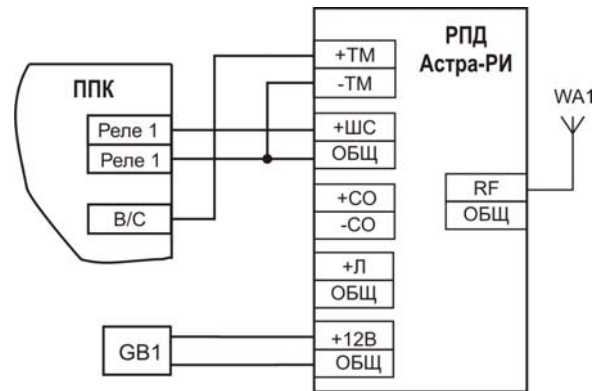 ППК
Реле 1
Реле 1
В/С
GB1
РПД
Астра-РИ
+ТМ
-ТМ
+ШС
ОБЩ
+СО
-СО
+Л
ОБЩ
+12В
ОБЩ
RF
ОБЩ
WA1